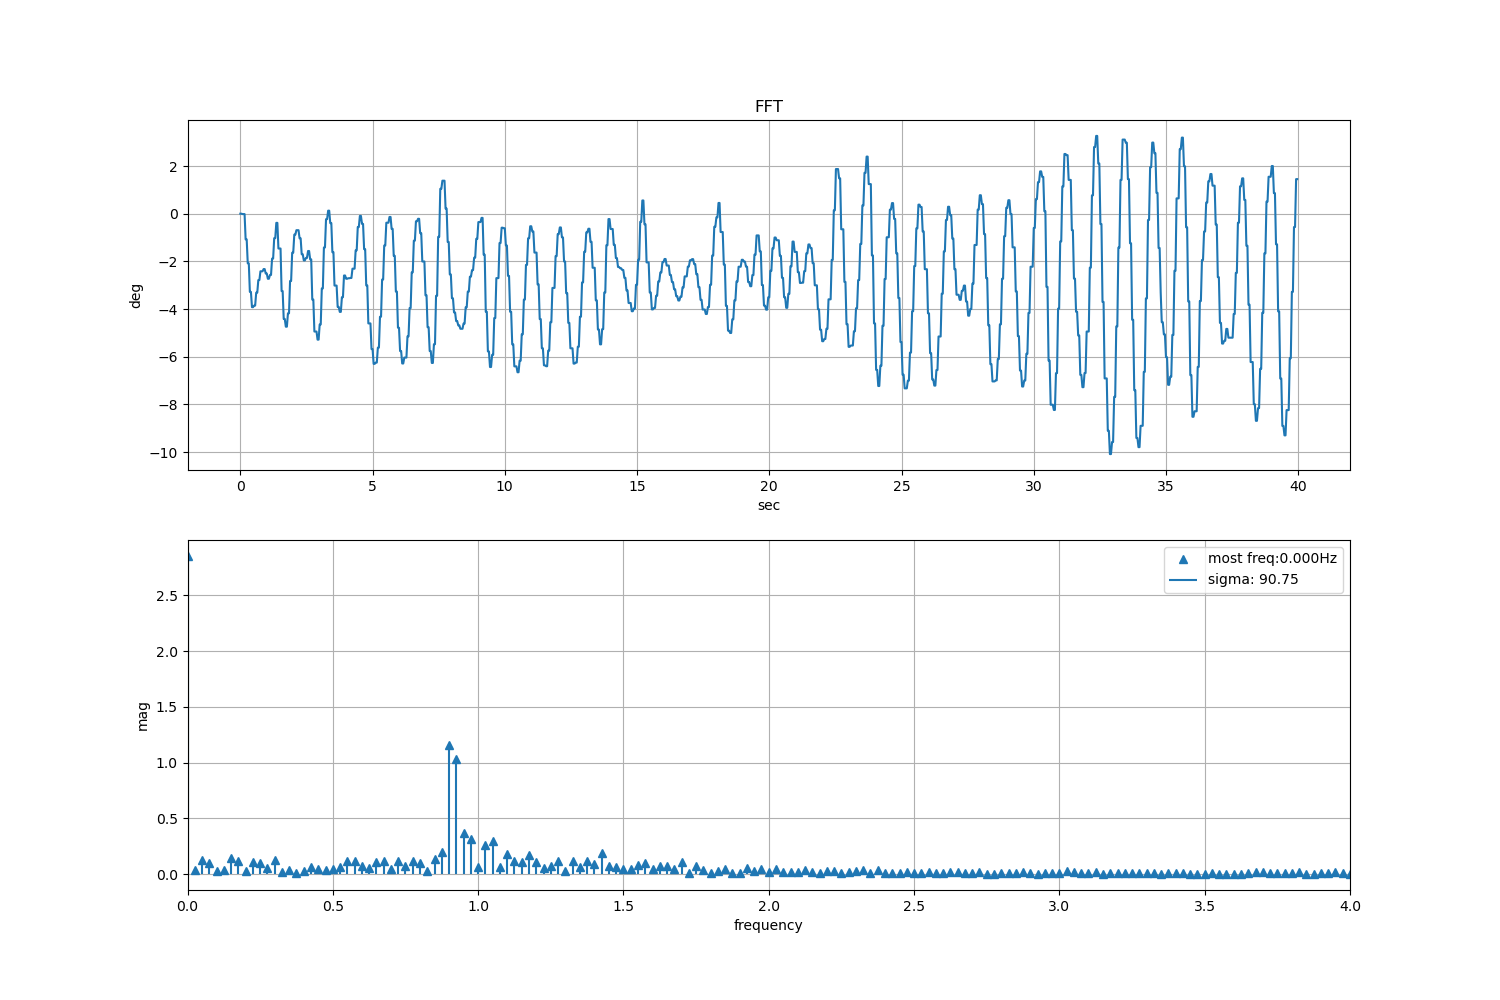 FFT
deg
2
0
−2
−4
−6
−8
−10
0 5 10 15 20 25 30 35 40
sec
most freq:0.000Hz
sigma: 90.75
mag
2.5
2.0
1.5
1.0
0.5
0.0
0.0 0.5 1.0 1.5 2.0 2.5 3.0 3.5 4.0
frequency